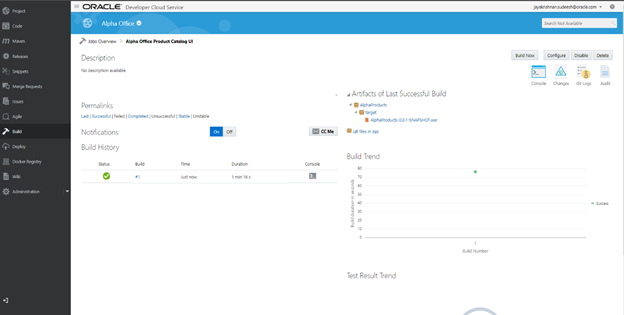 ORACLE Developer Cloud Service
jayekrishnan.sudeesh@oracle.com
Alpha Office
Search Not Available
Project
Code
Maven
Releases
Snippets
Merge Requests
Issues
Agile
Build
Deploy
Docker Registry
Wiki
Administration
Jobs Overview > Alpha Office Product Catalog UI
Build Now Configure Disable Delete
Description
No description available
Console Changes Git Logs Audit
Permalinks
Last | Successful | Failed | Completed | Unsuccessful | Stable | Unstable
Notifications On Off CC Me
Build History
Status Build Time Duration Console
#1 Just now 1 min 16 s
Artifacts of Last Successful Build
AlphaProducts
target
AlphaProducts-0.0.1-SNAPSHOT.war
(all files in zip)
Build Trend
Build duration in seconds
80
70
60
50
40
30
20
10
0
1
Build Number
Success
Test Result Trend